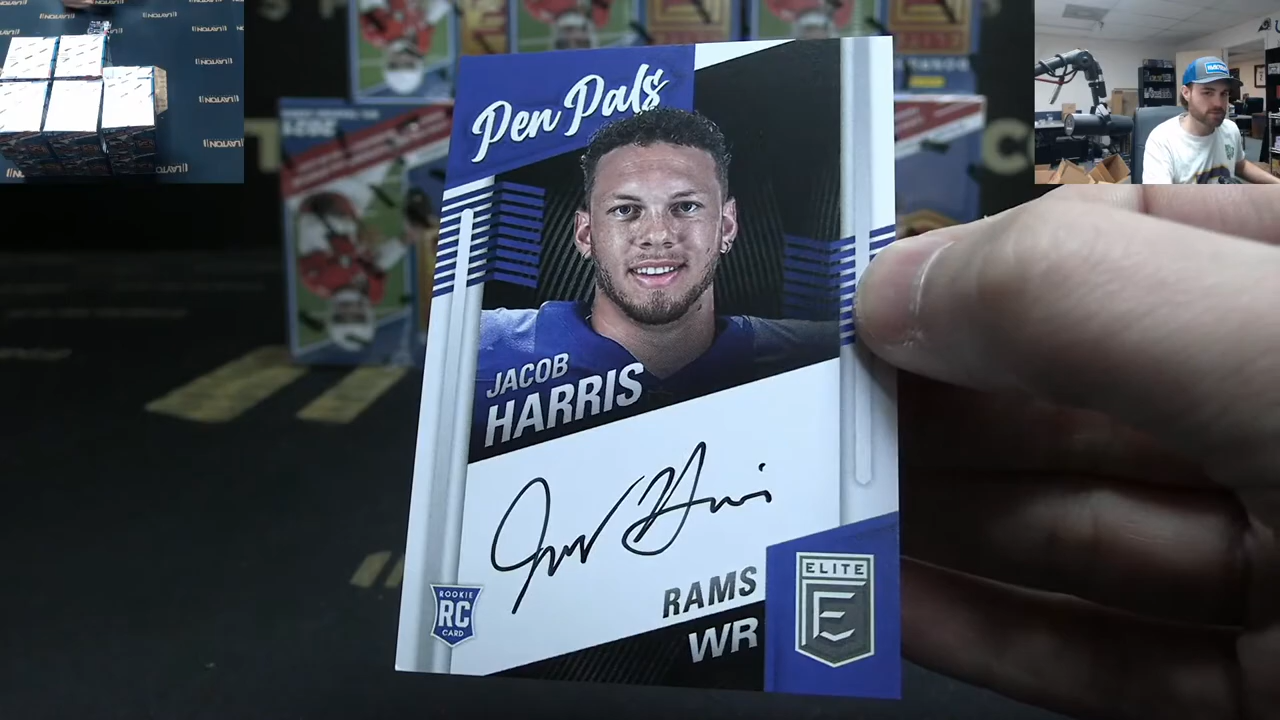 Pen Pals
JACOB
HARRIS
RAMS
WR
ROOKIE
RC
CARD
ELITE
E